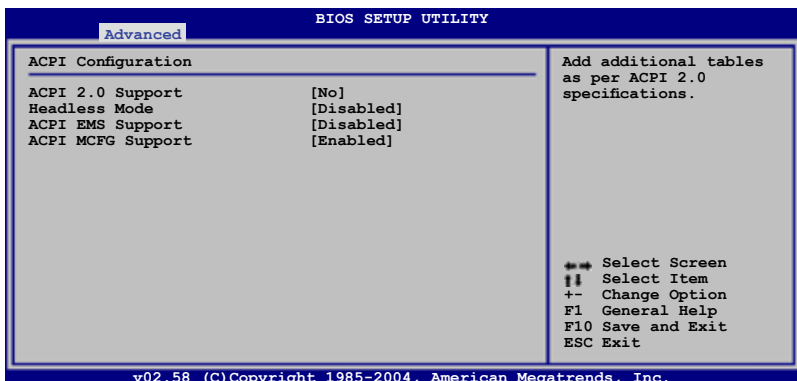 BIOS SETUP UTILITY
Advanced
ACPI Configuration
ACPI 2.0 Support [No]
Headless Mode [Disabled]
ACPI EMS Support [Disabled]
ACPI MCFG Support [Enabled]
Add additional tables
as per ACPI 2.0
specifications.
Select Screen
Select Item
+- Change Option
F1 General Help
F10 Save and Exit
ESC Exit
v02.58 (C)Copyright 1985-2004, American Megatrends, Inc.